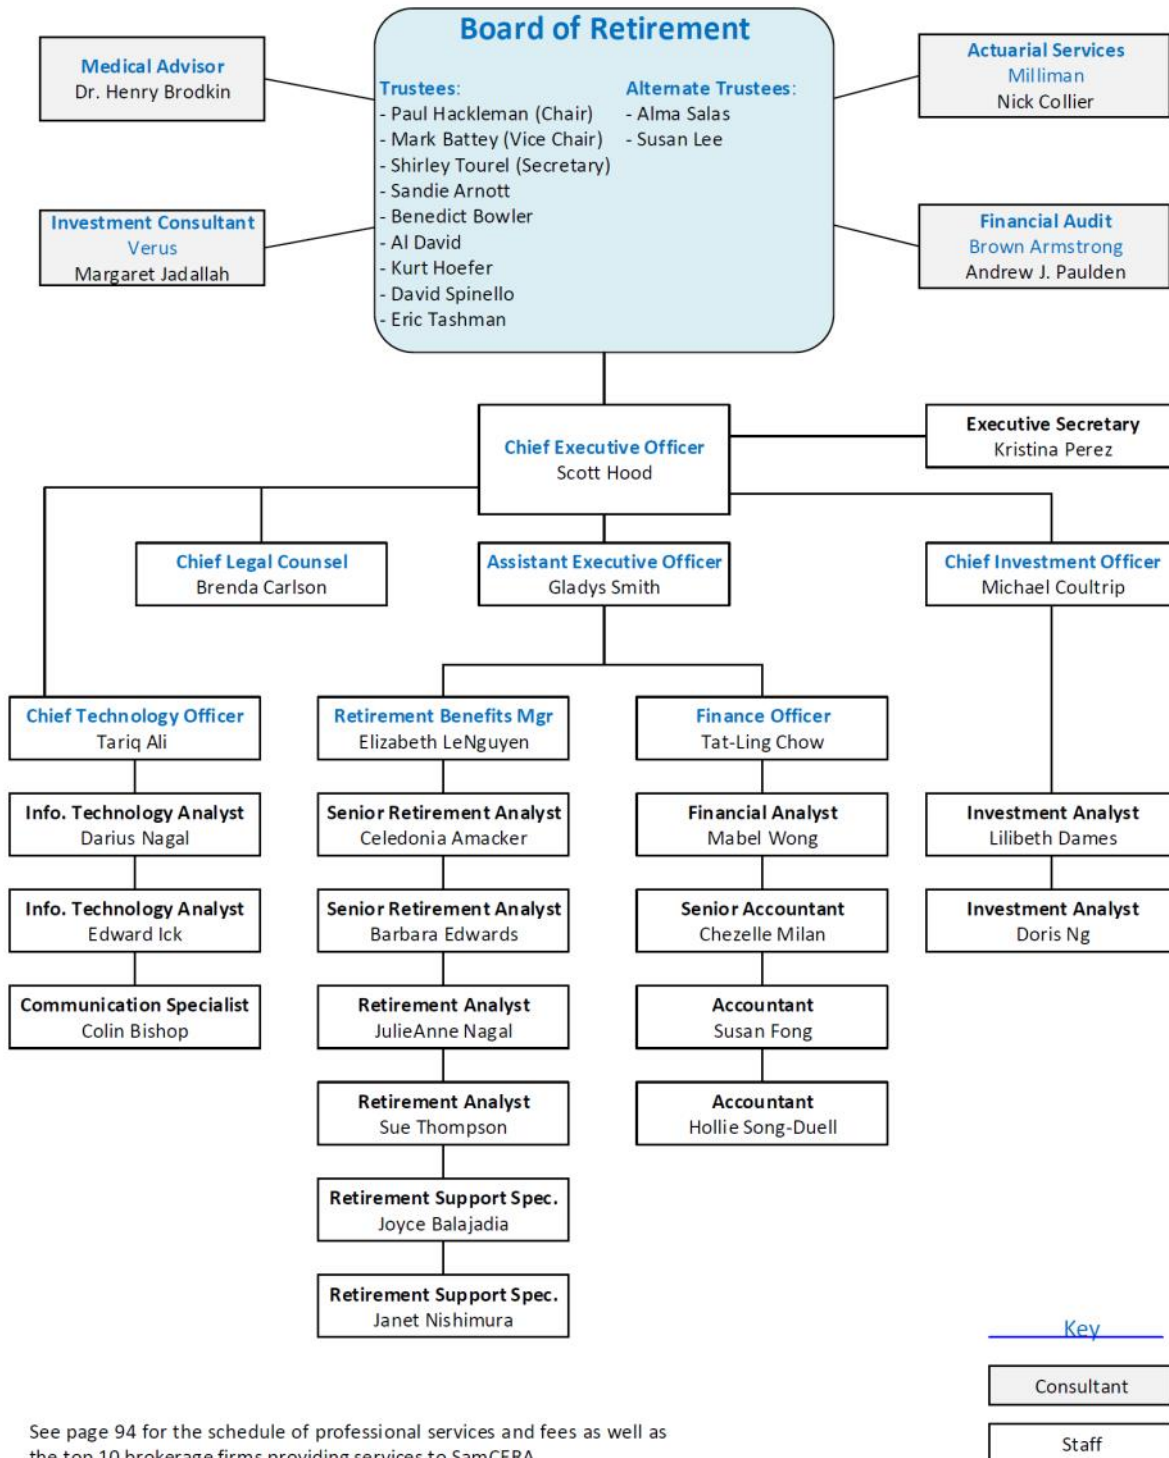 Board of Retirement
Medical Advisor
Dr. Henry Brodkin
Investment Consultant
Verus
Margaret Jadallah
Trustees:
- Paul Hackleman (Chair)
- Mark Battey (Vice Chair)
- Shirley Tourel (Secretary)
- Sandie Arnott
- Benedict Bowler
- Al David
- Kurt Hoefer
- David Spinello
- Eric Tashman
Alternate Trustees:
- Alma Salas
- Susan Lee
Actuarial Services
Milliman
Nick Collier
Financial Audit
Brown Armstrong
Andrew J. Paulden
Chief Executive Officer
Scott Hood
Executive Secretary
Kristina Perez
Chief Legal Counsel
Brenda Carlson
Assistant Executive Officer
Gladys Smith
Chief Investment Officer
Michael Coultrip
Chief Technology Officer
Tariq Ali
Info. Technology Analyst
Darius Nagal
Info. Technology Analyst
Edward Ick
Communication Specialist
Colin Bishop
Retirement Benefits Mgr
Elizabeth LeNguyen
Senior Retirement Analyst
Celedonia Amacker
Senior Retirement Analyst
Barbara Edwards
Retirement Analyst
JulieAnne Nagal
Retirement Analyst
Sue Thompson
Retirement Support Spec.
Joyce Balajadia
Retirement Support Spec.
Janet Nishimura
Finance Officer
Tat-Ling Chow
Financial Analyst
Mabel Wong
Senior Accountant
Chezelle Milan
Accountant
Susan Fong
Accountant
Hollie Song-Duell
Investment Analyst
Lilibeth Dames
Investment Analyst
Doris Ng
Key
Consultant
Staff
See page 94 for the schedule of professional services and fees as well as
the top 10 brokerage firms providing services to SamCERA